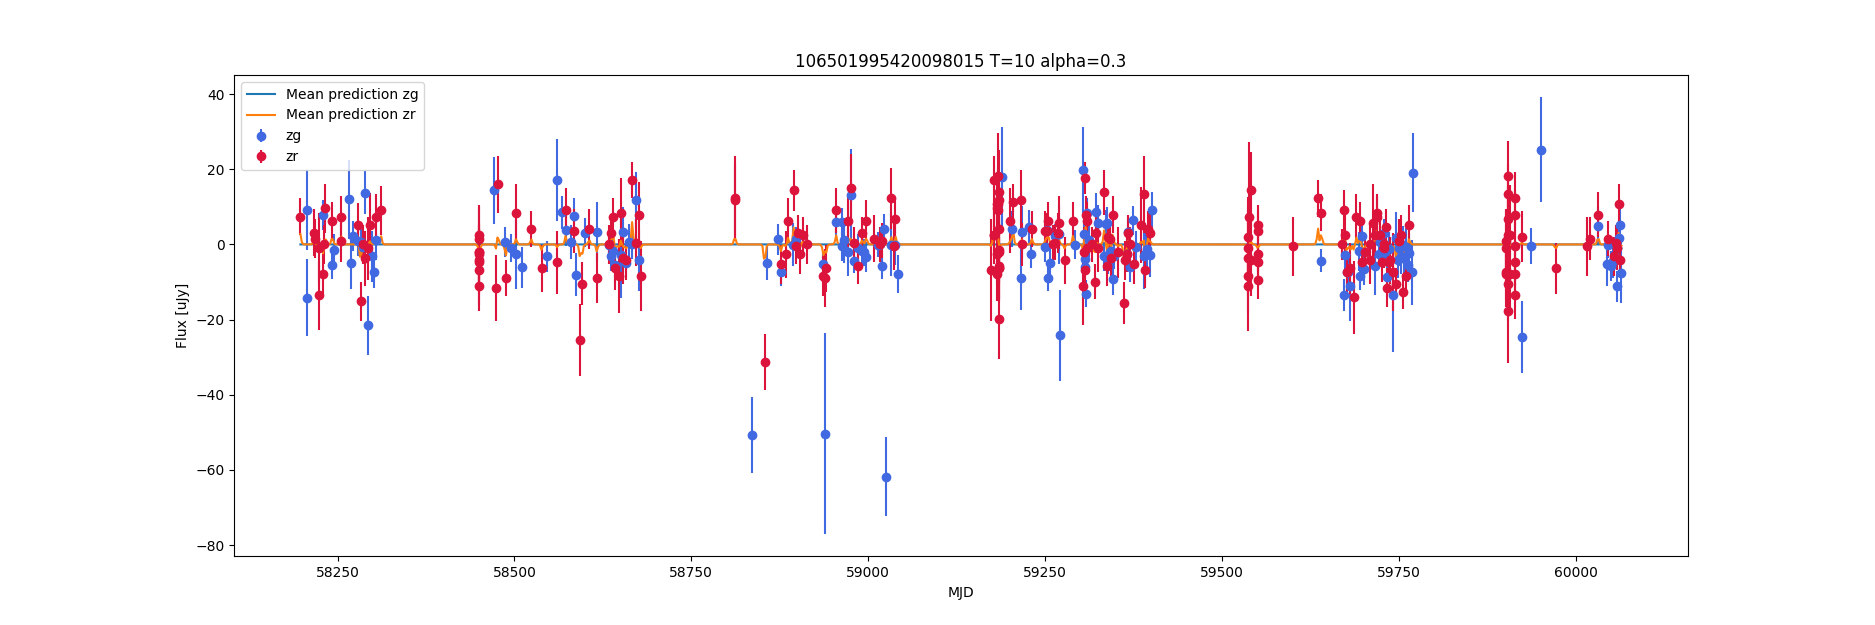 106501995420098015 T=10 alpha=0.3
Mean prediction zg
Mean prediction zr
zg
zr
40
20
0
−20
−40
−60
−80
Flux [uJy]
58250 58500 58750 59000 59250 59500 59750 60000
MJD